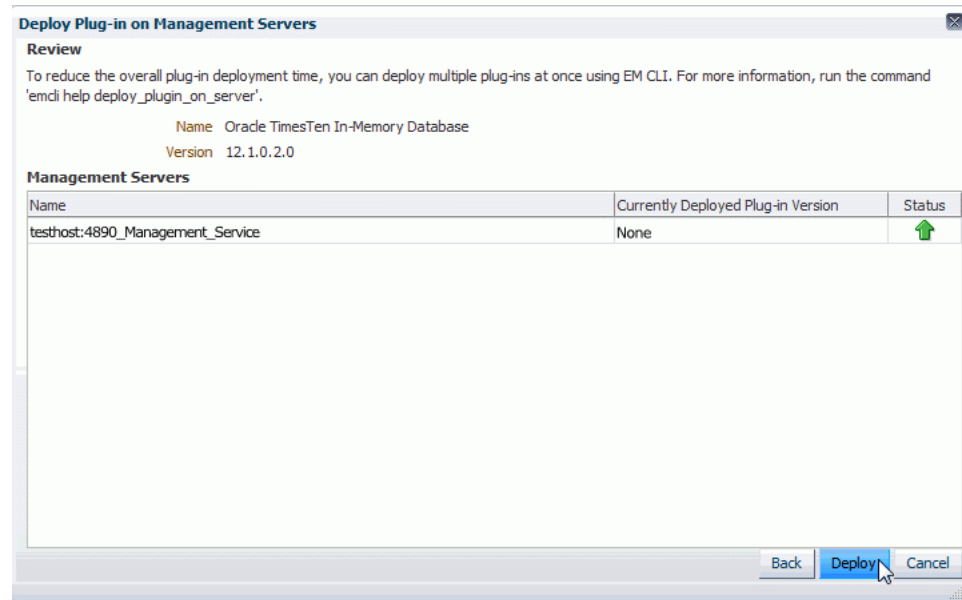 Deploy Plug-in on Management Servers
Review
To reduce the overall plug-in deployment time, you can deploy multiple plug-ins at once using EM CLI. For more information, run the command
'emcli help deploy_plugin_on_server'.
Name Oracle TimesTen In-Memory Database
Version 12.1.0.2.0
Management Servers
Name Currently Deployed Plug-in Version Status
testhost:4890_Management_Service None
Back Deploy Cancel